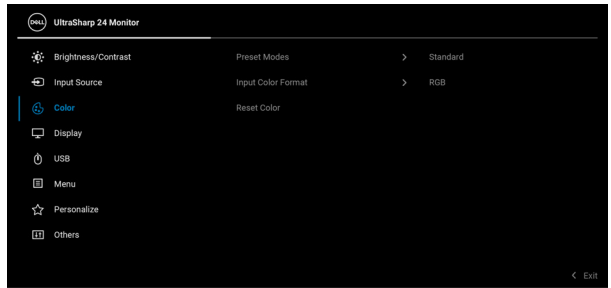 DELL UltraSharp 24 Monitor
Brightness/Contrast Preset Modes > Standard
Input Source Input Color Format > RGB
Color Reset Color
Display
USB
Menu
Personalize
Others
< Exit